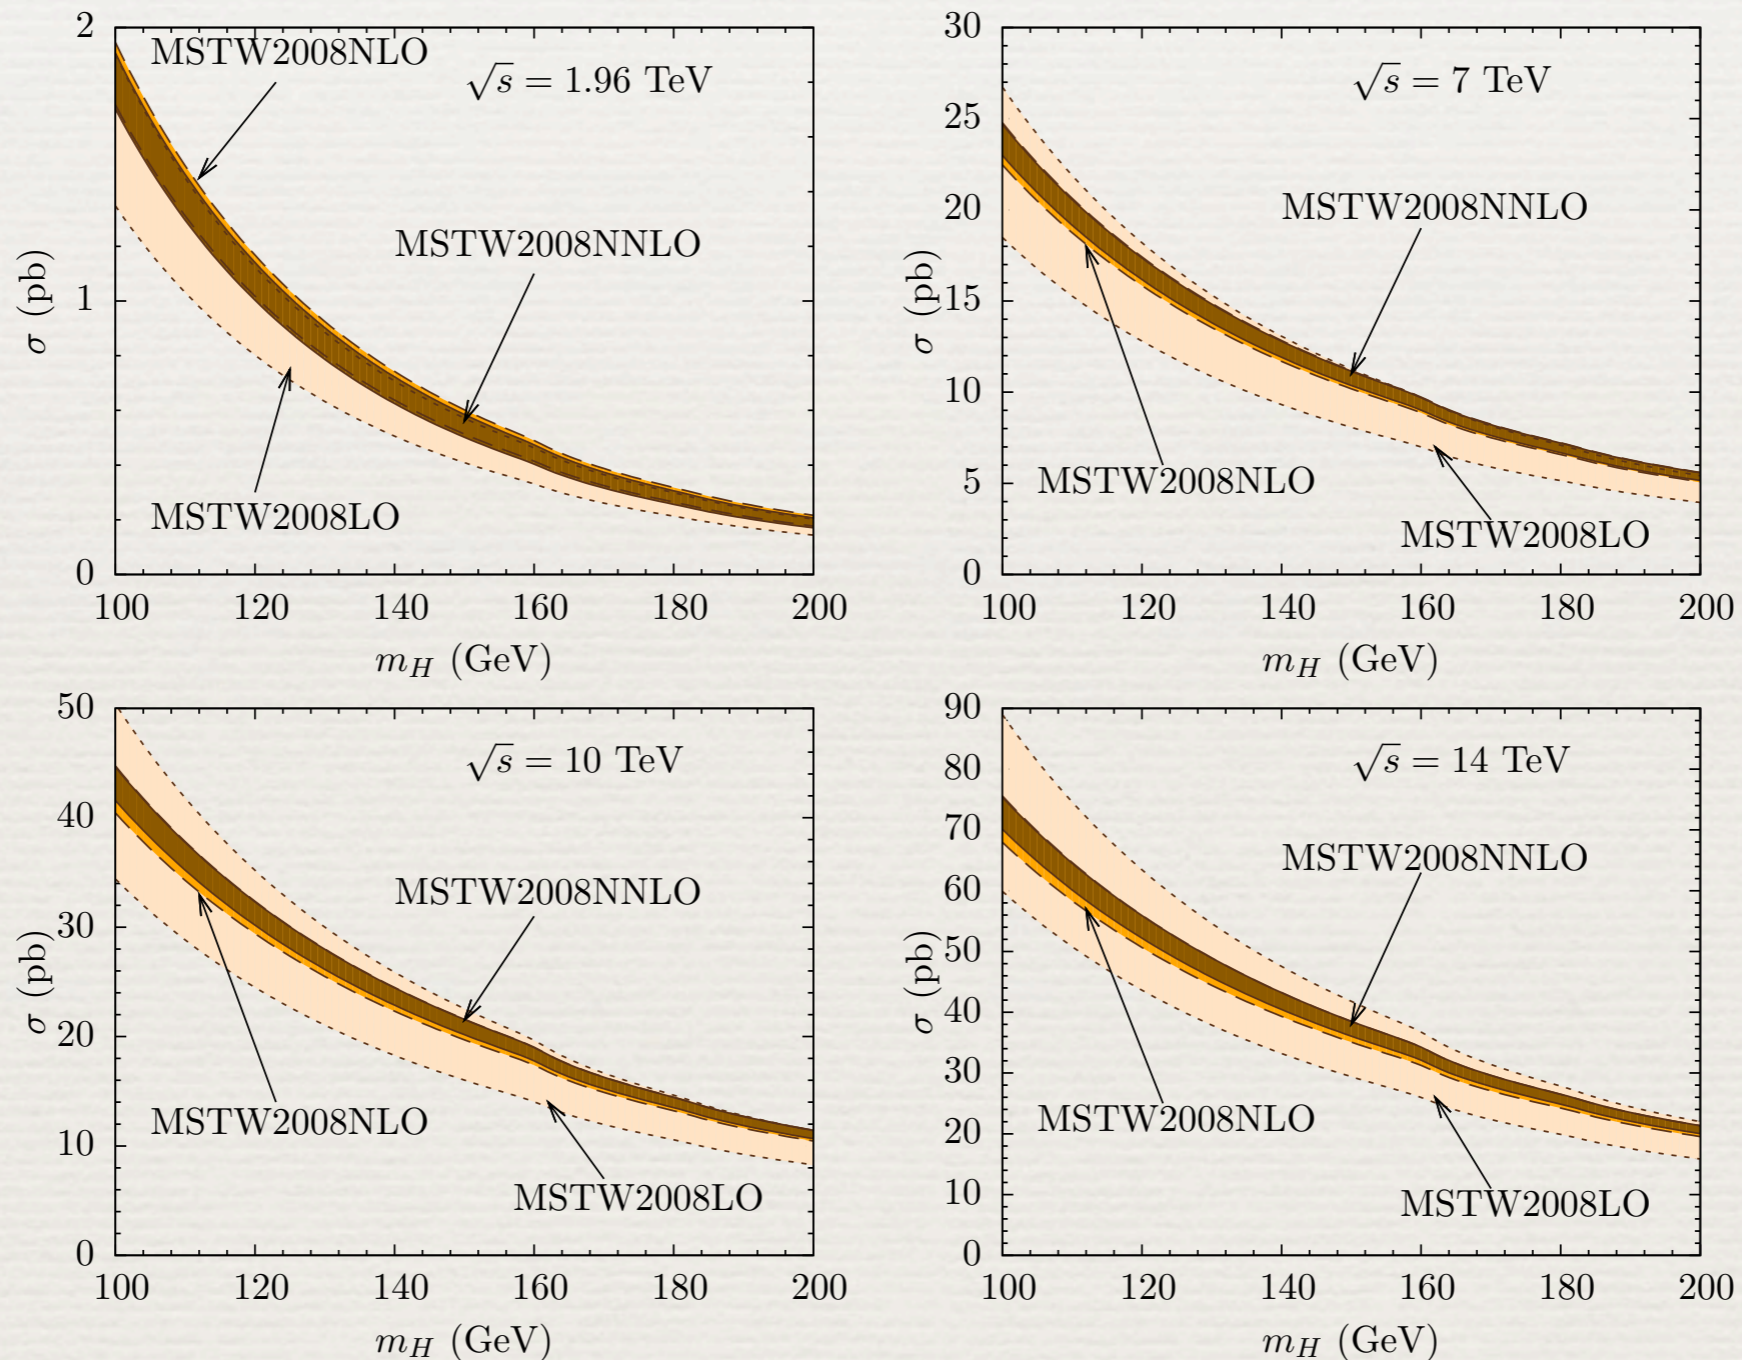 2
1
0
σ (pb)
MSTW2008NLO
√s = 1.96 TeV
MSTW2008NNLO
MSTW2008LO
100 120 140 160 180 200
m_H (GeV)
30
25
20
15
10
5
0
σ (pb)
√s = 7 TeV
MSTW2008NNLO
MSTW2008NLO
MSTW2008LO
100 120 140 160 180 200
m_H (GeV)
50
40
30
20
10
0
σ (pb)
√s = 10 TeV
MSTW2008NNLO
MSTW2008NLO
MSTW2008LO
100 120 140 160 180 200
m_H (GeV)
90
80
70
60
50
40
30
20
10
0
σ (pb)
√s = 14 TeV
MSTW2008NNLO
MSTW2008NLO
MSTW2008LO
100 120 140 160 180 200
m_H (GeV)